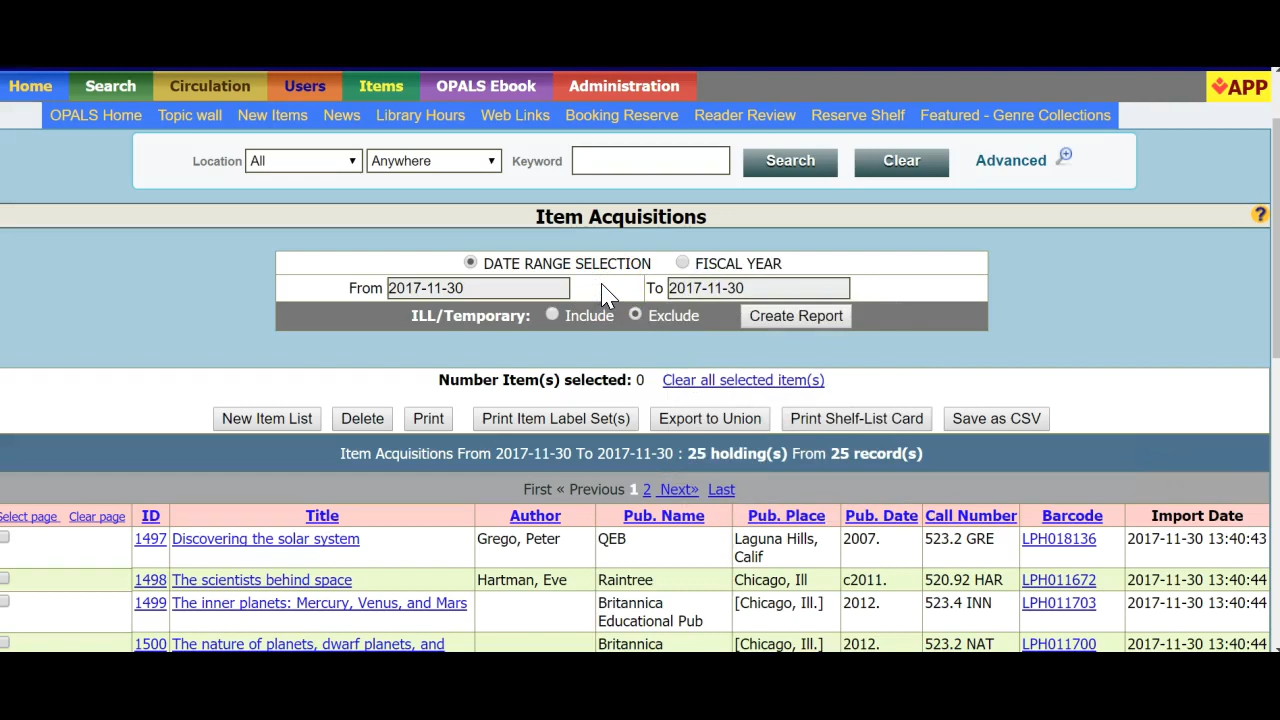 Home Search Circulation Users Items OPALS Ebook Administration APP
OPALS Home Topic wall New Items News Library Hours Web Links Booking Reserve Reader Review Reserve Shelf Featured - Genre Collections
Location All Anywhere Keyword Search Clear Advanced
Item Acquisitions ?
DATE RANGE SELECTION FISCAL YEAR
From 2017-11-30 To 2017-11-30
ILL/Temporary: Include Exclude Create Report
Number Item(s) selected: 0 Clear all selected item(s)
New Item List Delete Print Print Item Label Set(s) Export to Union Print Shelf-List Card Save as CSV
Item Acquisitions From 2017-11-30 To 2017-11-30 : 25 holding(s) From 25 record(s)
First « Previous 1 2 Next» Last
Select page Clear page ID Title Author Pub. Name Pub. Place Pub. Date Call Number Barcode Import Date
1497 Discovering the solar system Grego, Peter QEB Laguna Hills, Calif 2007. 523.2 GRE LPH018136 2017-11-30 13:40:43
1498 The scientists behind space Hartman, Eve Raintree Chicago, Ill c2011. 520.92 HAR LPH011672 2017-11-30 13:40:44
1499 The inner planets: Mercury, Venus, and Mars Britannica Educational Pub [Chicago, Ill.] 2012. 523.4 INN LPH011703 2017-11-30 13:40:44
1500 The nature of planets, dwarf planets, and Britannica [Chicago, Ill.] 2012. 523.2 NAT LPH011700 2017-11-30 13:40:44